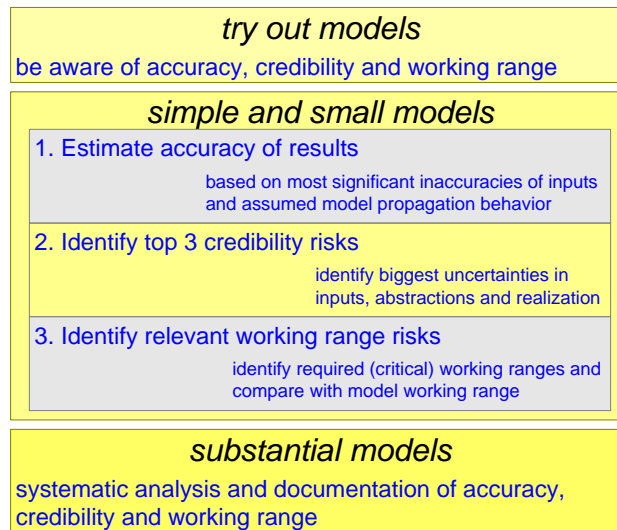 try out models
be aware of accuracy, credibility and working range
simple and small models
1. Estimate accuracy of results
based on most significant inaccuracies of inputs
and assumed model propagation behavior
2. Identify top 3 credibility risks
identify biggest uncertainties in
inputs, abstractions and realization
3. Identify relevant working range risks
identify required (critical) working ranges and
compare with model working range
substantial models
systematic analysis and documentation of accuracy,
credibility and working range